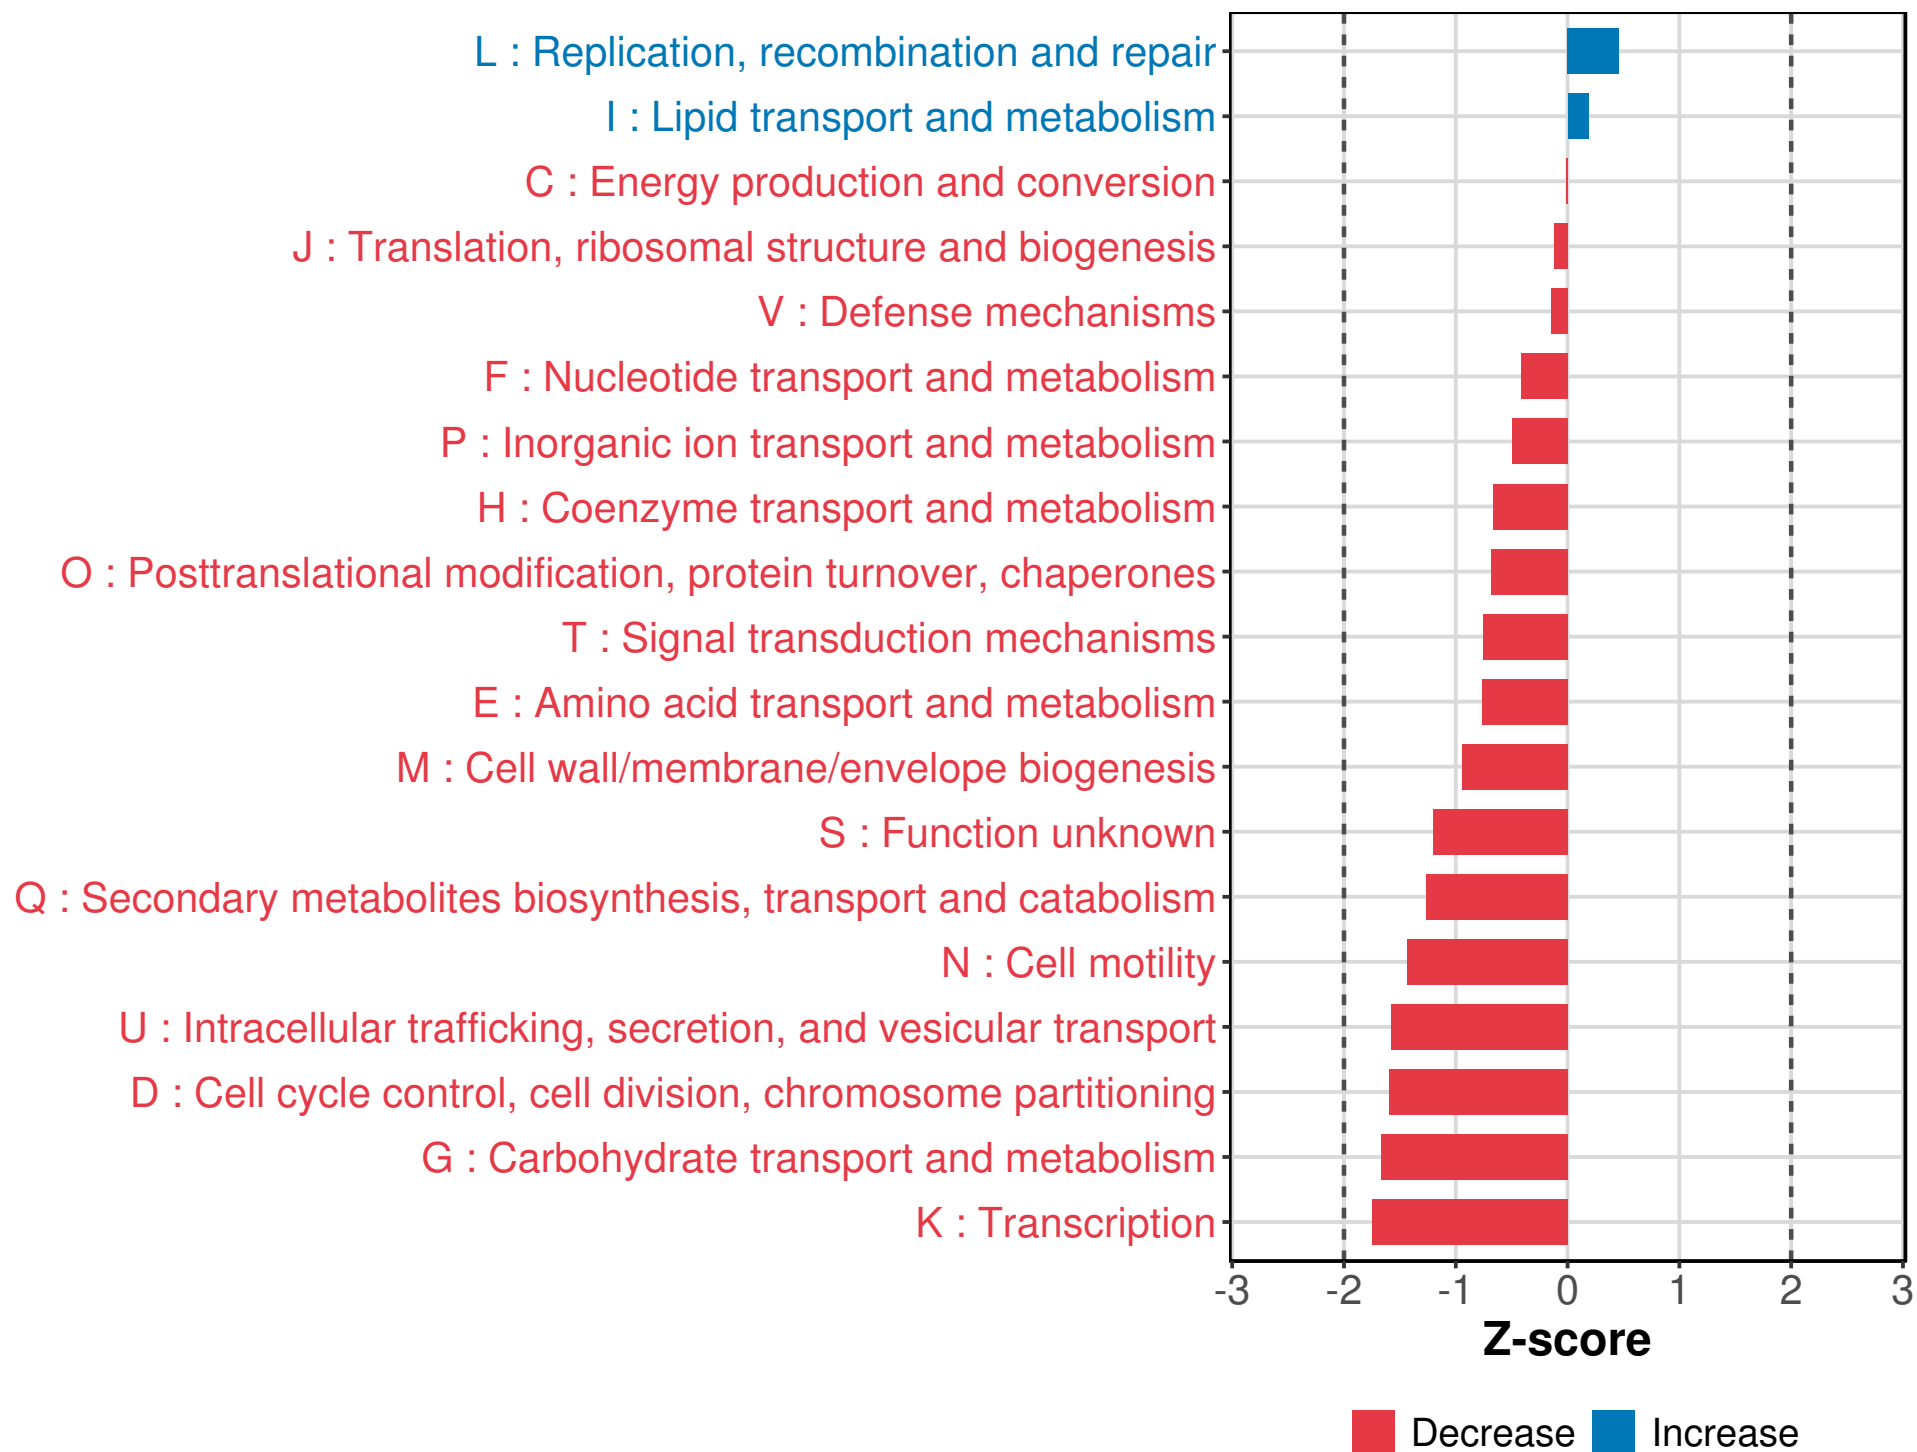 L : Replication, recombination and repair
I : Lipid transport and metabolism
C : Energy production and conversion
J : Translation, ribosomal structure and biogenesis
V : Defense mechanisms
F : Nucleotide transport and metabolism
P : Inorganic ion transport and metabolism
H : Coenzyme transport and metabolism
O : Posttranslational modification, protein turnover, chaperones
T : Signal transduction mechanisms
E : Amino acid transport and metabolism
M : Cell wall/membrane/envelope biogenesis
S : Function unknown
Q : Secondary metabolites biosynthesis, transport and catabolism
N : Cell motility
U : Intracellular trafficking, secretion, and vesicular transport
D : Cell cycle control, cell division, chromosome partitioning
G : Carbohydrate transport and metabolism
K : Transcription
-3 -2 -1 0 1 2 3
Z-score
Decrease Increase